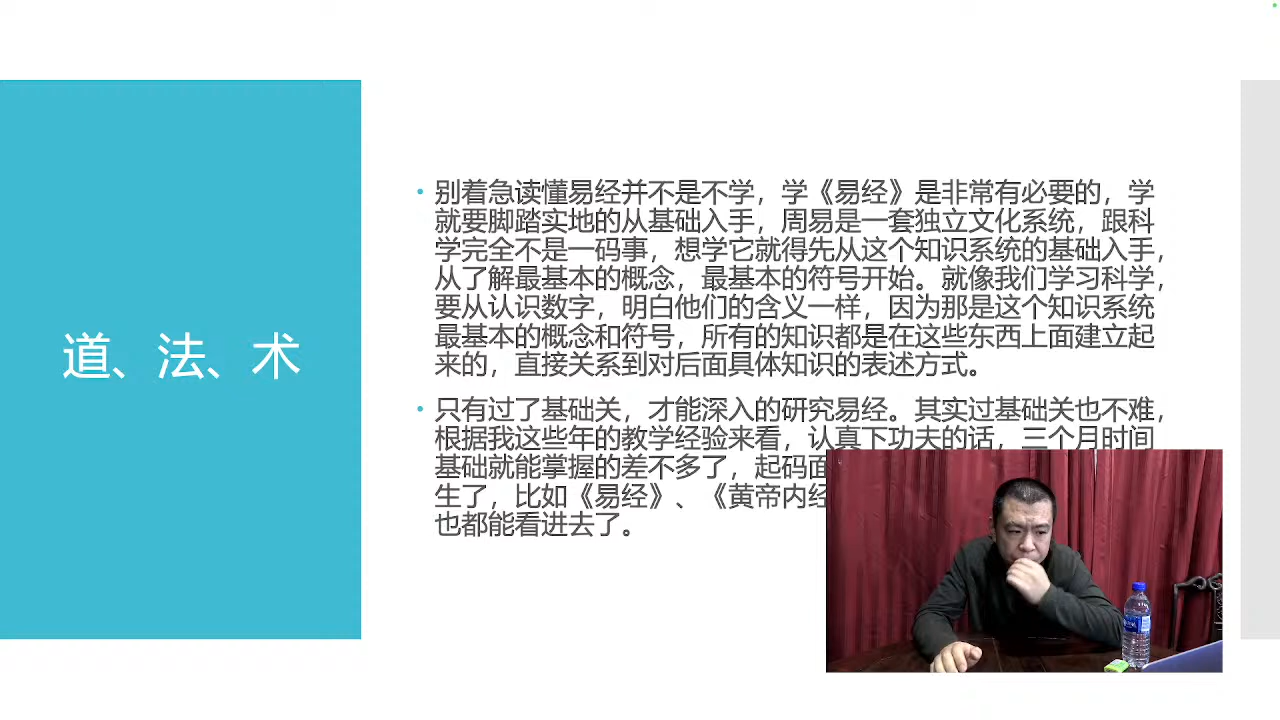 道、法、术
• 别着急读懂易经并不是不学，学《易经》是非常有必要的，学
就要脚踏实地的从基础入手，周易是一套独立文化系统，跟科
学完全不是一码事，想学它就得先从这个知识系统的基础入手，
从了解最基本的概念，最基本的符号开始。就像我们学习科学，
要从认识数字，明白他们的含义一样，因为那是这个知识系统
最基本的概念和符号，所有的知识都是在这些东西上面建立起
来的，直接关系到对后面具体知识的表述方式。
• 只有过了基础关，才能深入的研究易经。其实过基础关也不难，
根据我这些年的教学经验来看，认真下功夫的话，三个月时间
基础就能掌握的差不多了，起码面
生了，比如《易经》、《黄帝内经
也都能看进去了。